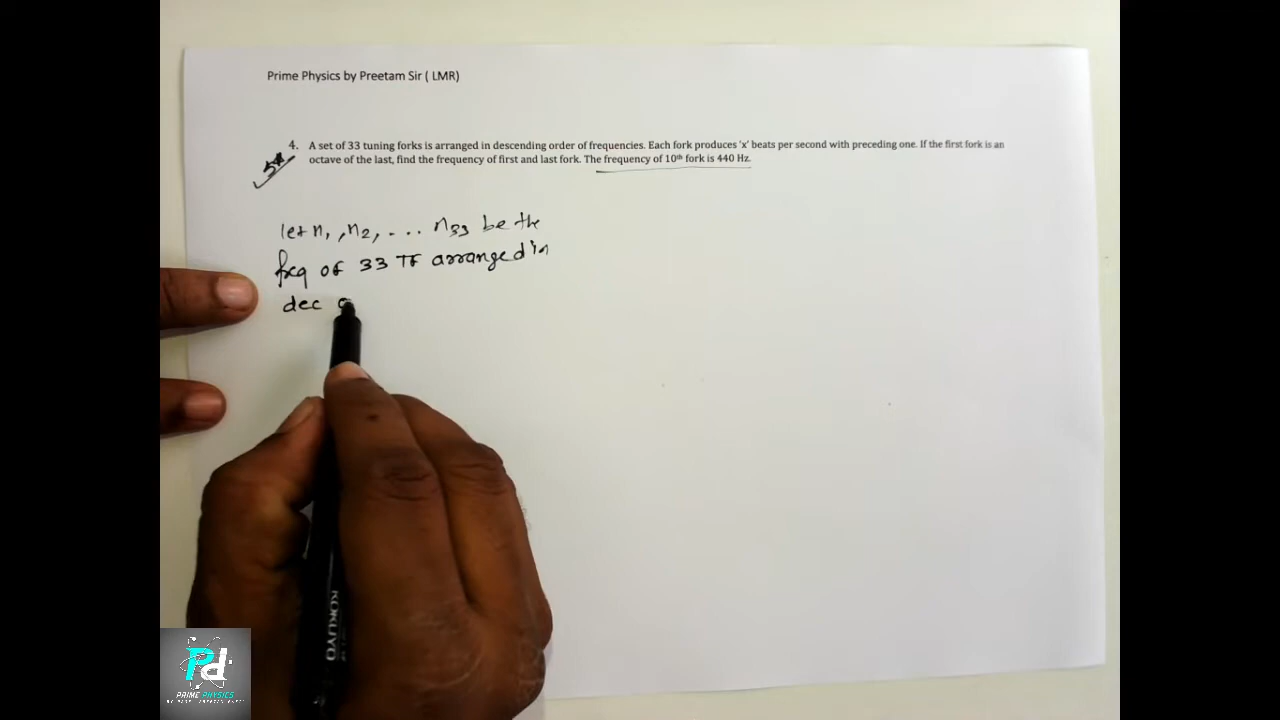 Prime Physics by Preetam Sir ( LMR)
4. A set of 33 tuning forks is arranged in descending order of frequencies. Each fork produces 'x' beats per second with preceding one. If the first fork is an
octave of the last, find the frequency of first and last fork. The frequency of 10th fork is 440 Hz.
let n1, n2, .... n33 be the
freq of 33 TF arranged in
dec
KOKUYO
Pd
PRIME PHYSICS